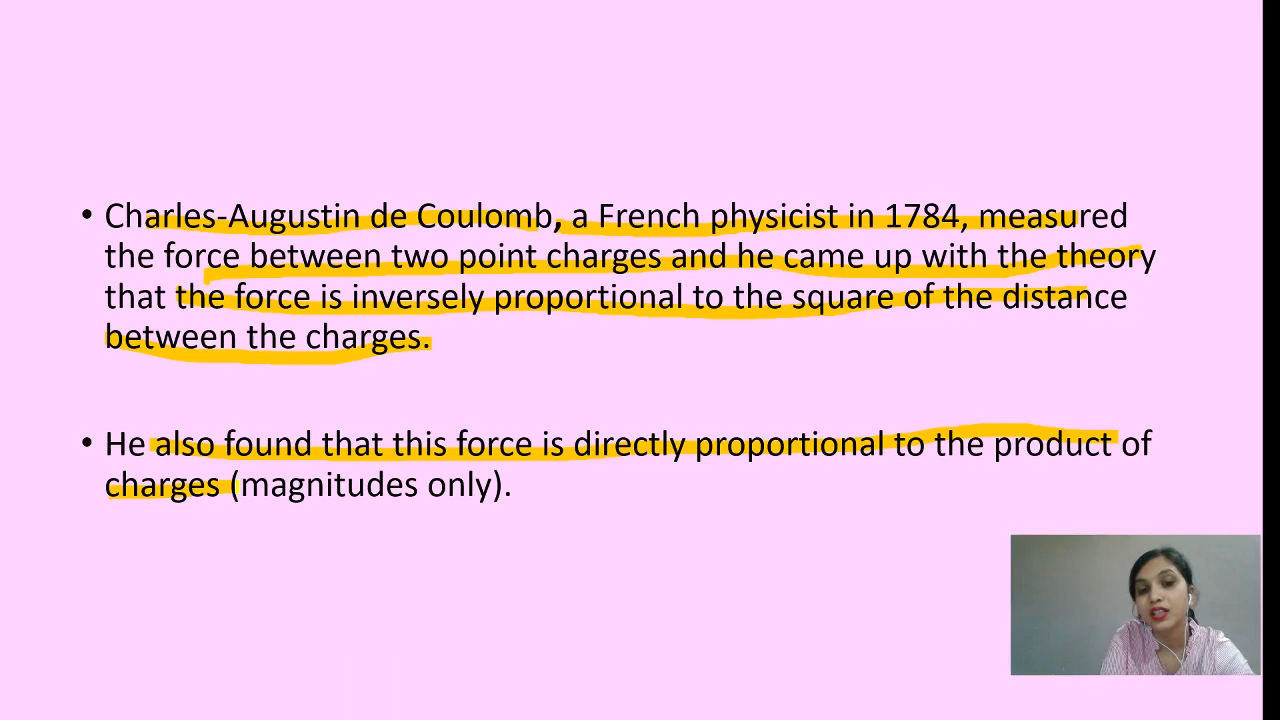 • Charles-Augustin de Coulomb, a French physicist in 1784, measured
the force between two point charges and he came up with the theory
that the force is inversely proportional to the square of the distance
between the charges.
• He also found that this force is directly proportional to the product of
charges (magnitudes only).